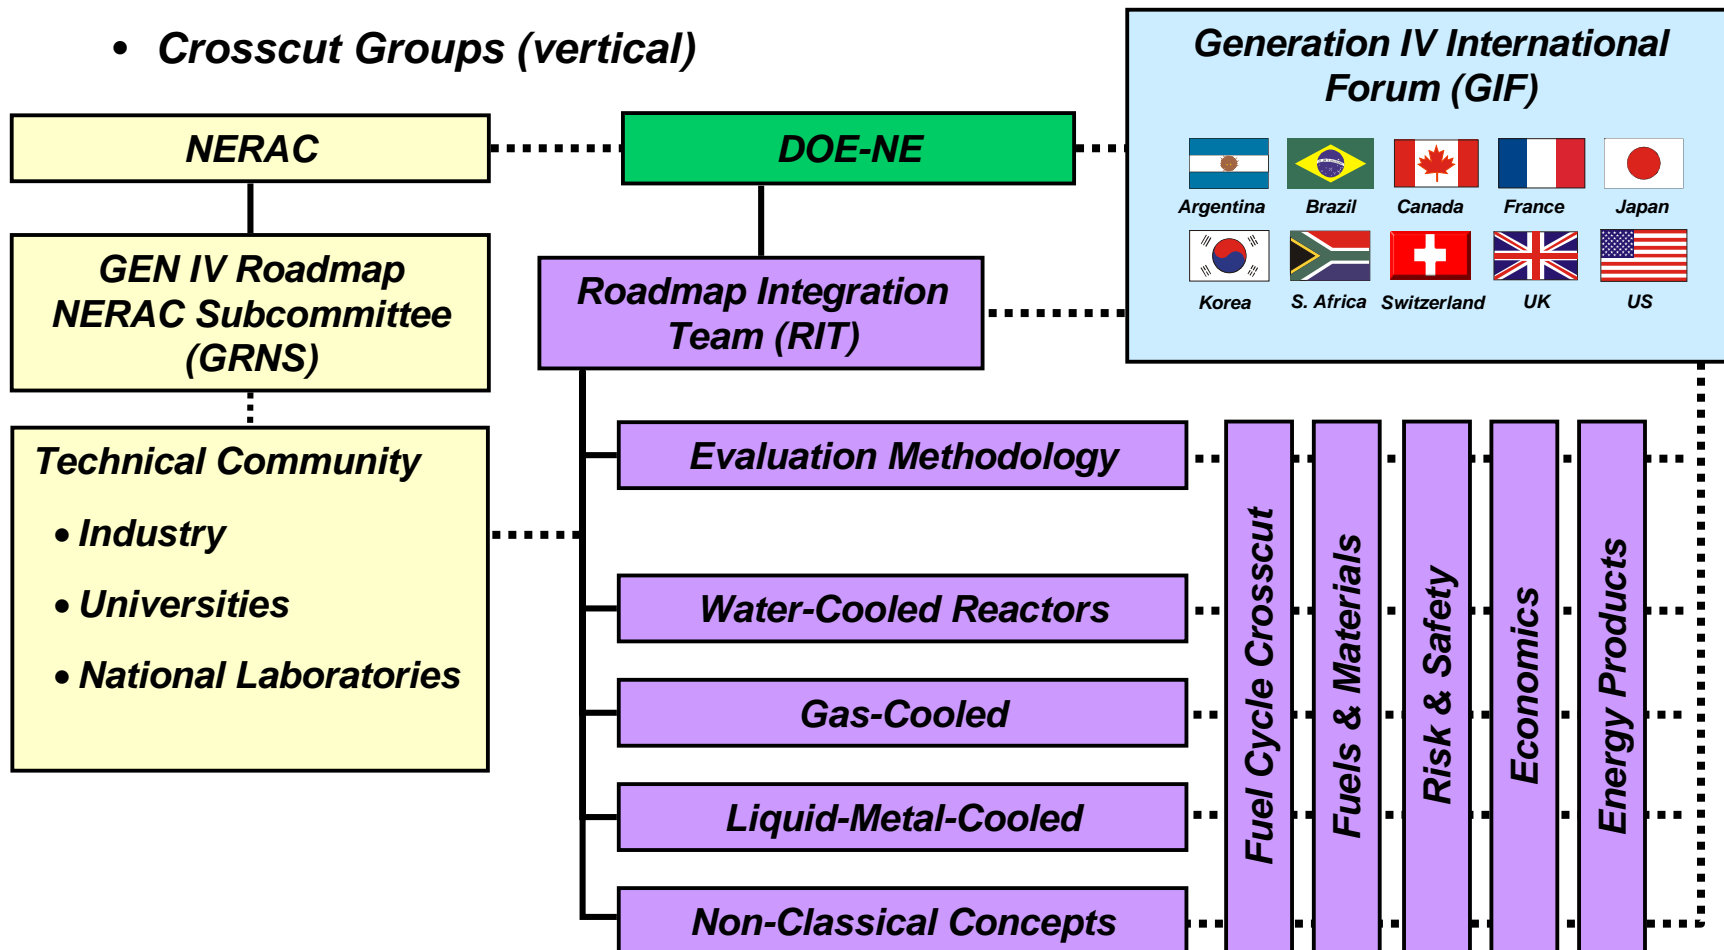 • Crosscut Groups (vertical)
Generation IV International
Forum (GIF)
Argentina Brazil Canada France Japan
Korea S. Africa Switzerland UK US
NERAC
DOE-NE
GEN IV Roadmap
NERAC Subcommittee
(GRNS)
Roadmap Integration
Team (RIT)
Technical Community
• Industry
• Universities
• National Laboratories
Evaluation Methodology
Water-Cooled Reactors
Gas-Cooled
Liquid-Metal-Cooled
Non-Classical Concepts
Fuel Cycle Crosscut
Fuels & Materials
Risk & Safety
Economics
Energy Products